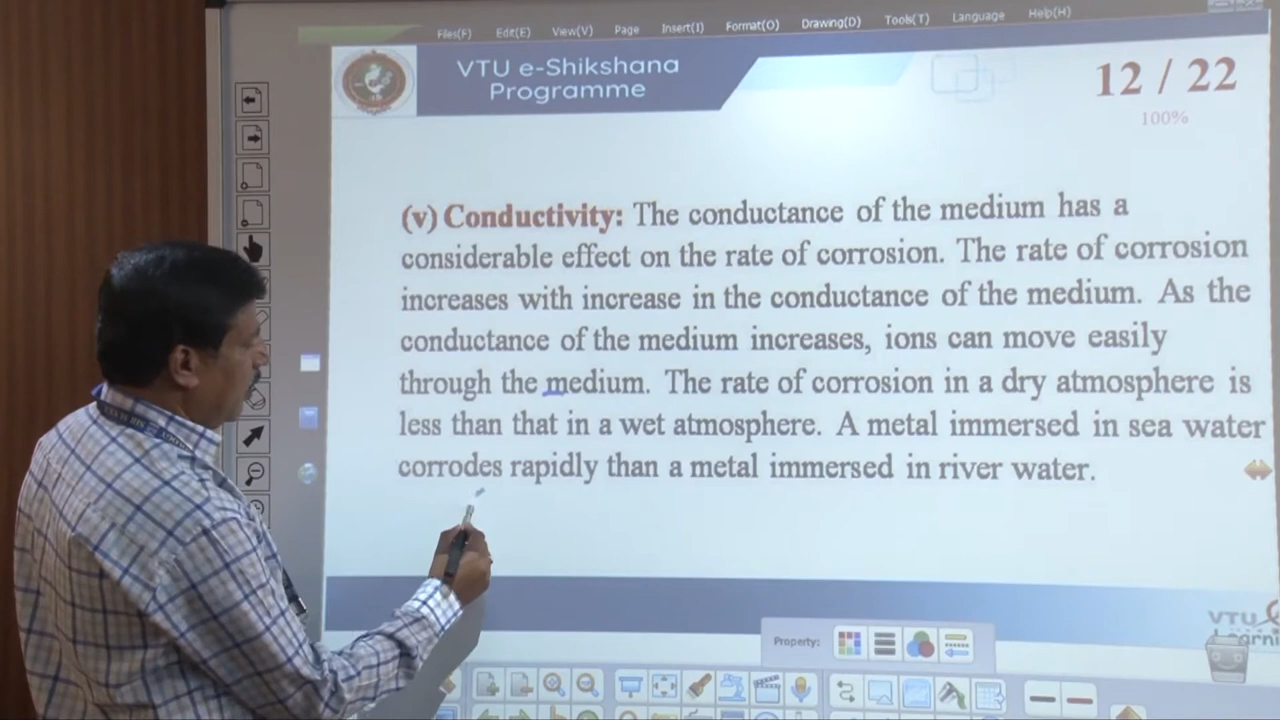 Files(F) Edit(E) View(V) Page Insert(I) Format(O) Drawing(D) Tools(T) Language Help(H)
VTU e-Shikshana
Programme
12 / 22
100%
(v) Conductivity: The conductance of the medium has a
considerable effect on the rate of corrosion. The rate of corrosion
increases with increase in the conductance of the medium. As the
conductance of the medium increases, ions can move easily
through the medium. The rate of corrosion in a dry atmosphere is
less than that in a wet atmosphere. A metal immersed in sea water
corrodes rapidly than a metal immersed in river water.
VTU
Property: